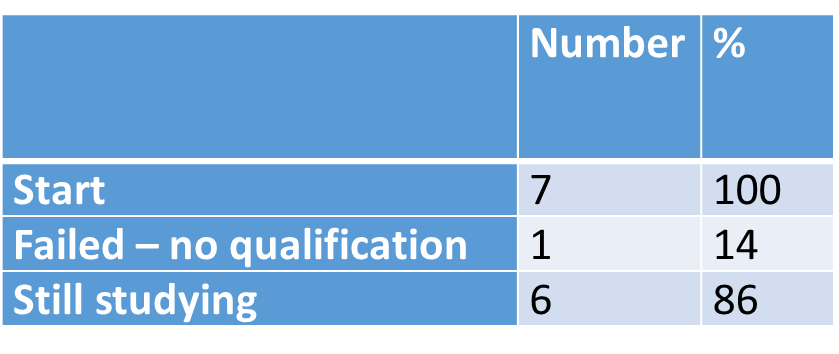 Number %
Start 7 100
Failed – no qualification 1 14
Still studying 6 86